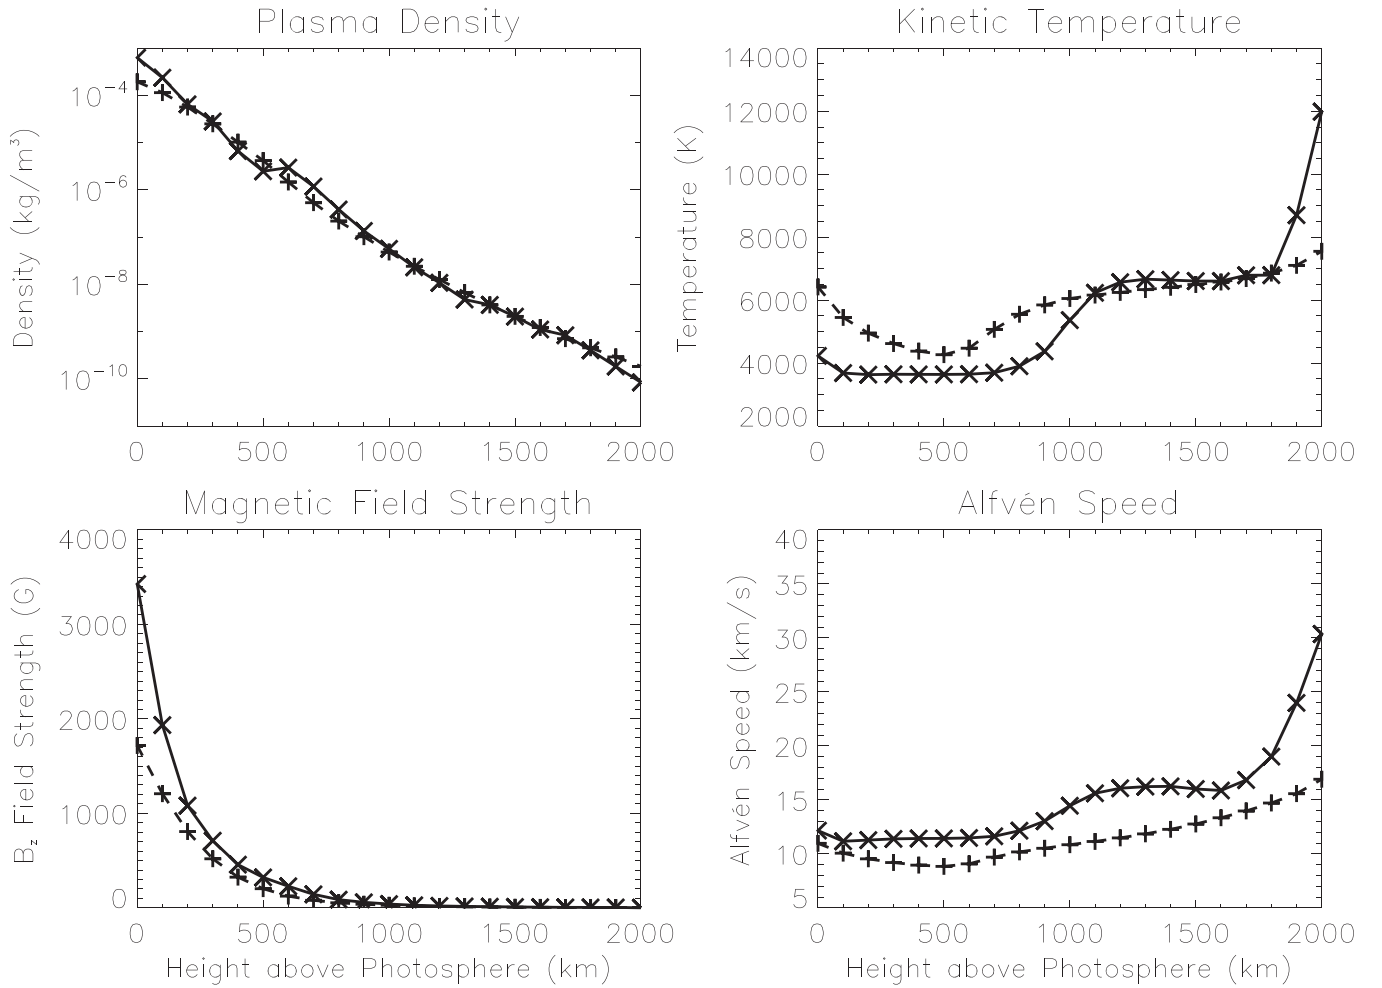 Plasma Density
Density (kg/m³)
10⁻⁴
10⁻⁶
10⁻⁸
10⁻¹⁰
0 500 1000 1500 2000
Kinetic Temperature
Temperature (K)
14000
12000
10000
8000
6000
4000
2000
0 500 1000 1500 2000
Magnetic Field Strength
B_z Field Strength (G)
4000
3000
2000
1000
0
0 500 1000 1500 2000
Height above Photosphere (km)
Alfvén Speed
Alfvén Speed (km/s)
40
35
30
25
20
15
10
5
0 500 1000 1500 2000
Height above Photosphere (km)